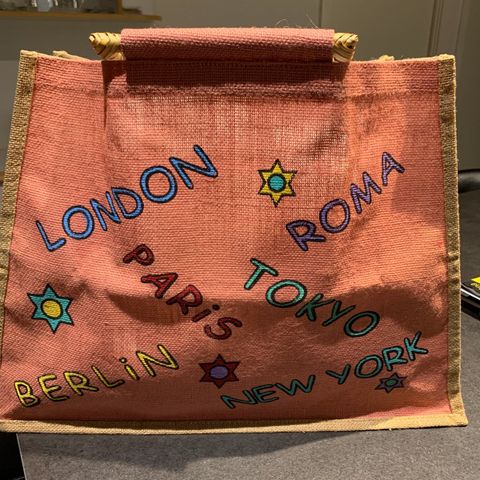 LONDON
ROMA
PARiS
TOKYO
BERLiN
NEW YORK